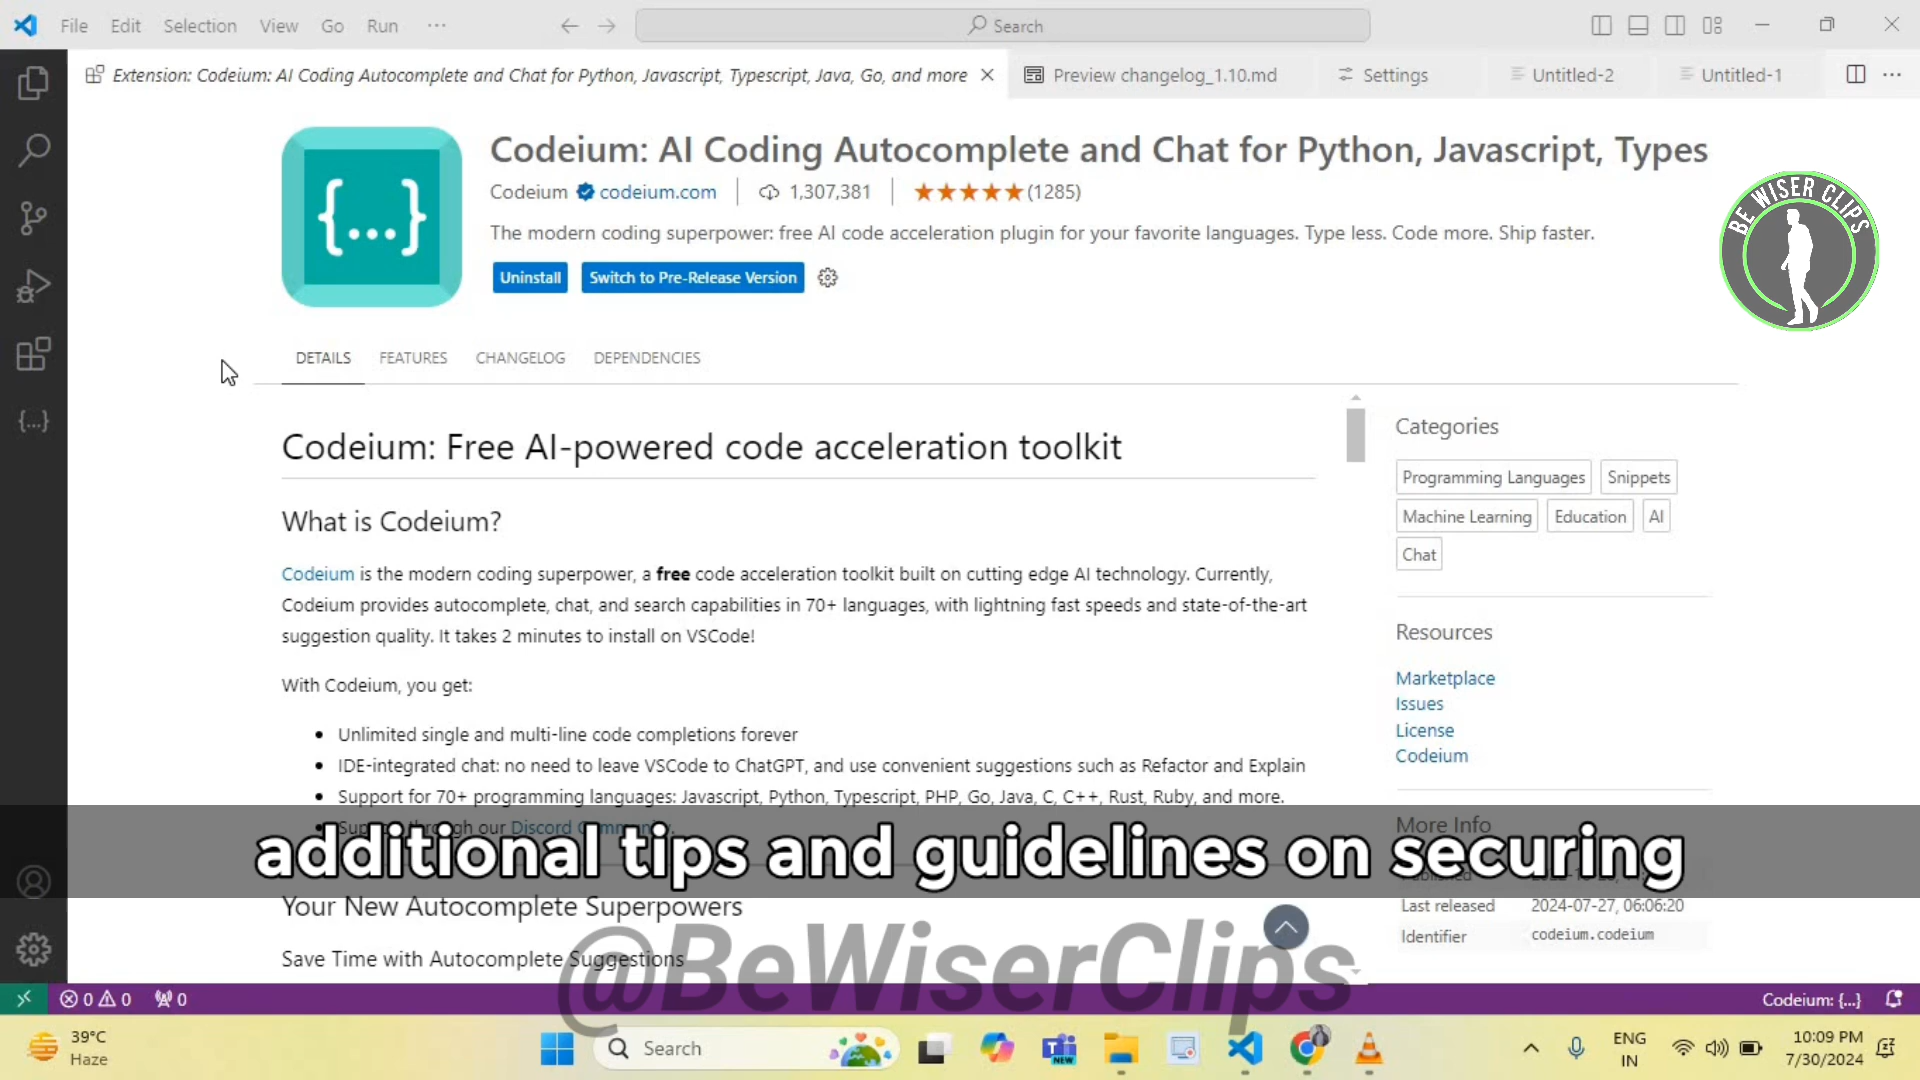 File Edit Selection View Go Run ...
Search
Extension: Codeium: AI Coding Autocomplete and Chat for Python, Javascript, Typescript, Java, Go, and more
Preview changelog_1.10.md
Settings
Untitled-2
Untitled-1
{...}
Codeium: AI Coding Autocomplete and Chat for Python, Javascript, Types
Codeium codeium.com 1,307,381 (1285)
The modern coding superpower: free AI code acceleration plugin for your favorite languages. Type less. Code more. Ship faster.
Uninstall Switch to Pre-Release Version
BE WISER CLIPS
DETAILS FEATURES CHANGELOG DEPENDENCIES
{...}
Codeium: Free AI-powered code acceleration toolkit
What is Codeium?
Codeium is the modern coding superpower, a free code acceleration toolkit built on cutting edge AI technology. Currently,
Codeium provides autocomplete, chat, and search capabilities in 70+ languages, with lightning fast speeds and state-of-the-art
suggestion quality. It takes 2 minutes to install on VSCode!
With Codeium, you get:
• Unlimited single and multi-line code completions forever
• IDE-integrated chat: no need to leave VSCode to ChatGPT, and use convenient suggestions such as Refactor and Explain
• Support for 70+ programming languages: Javascript, Python, Typescript, PHP, Go, Java, C, C++, Rust, Ruby, and more.
• Support through our Discord Community.
Your New Autocomplete Superpowers
Save Time with Autocomplete Suggestions
Categories
Programming Languages Snippets
Machine Learning Education AI
Chat
Resources
Marketplace
Issues
License
Codeium
More Info
Published
Last released 2024-07-27, 06:06:20
Identifier codeium.codeium
additional tips and guidelines on securing
@BeWiserClips
0 0 0
Codeium: {...}
39°C
Haze
Search
NEW
ENG
IN
10:09 PM
7/30/2024